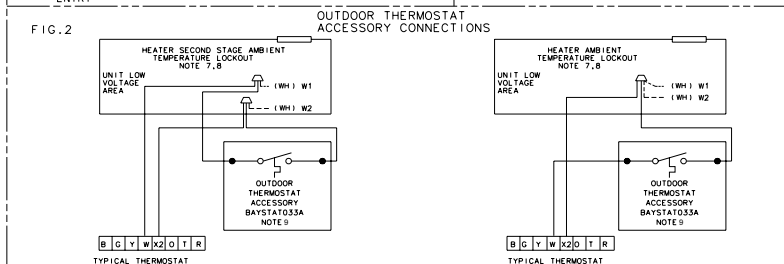 ENTRY
FIG.2
OUTDOOR THERMOSTAT
ACCESSORY CONNECTIONS
HEATER SECOND STAGE AMBIENT
TEMPERATURE LOCKOUT
NOTE 7,8
UNIT LOW
VOLTAGE
AREA
(WH) W1
(WH) W2
OUTDOOR
THERMOSTAT
ACCESSORY
BAYSTAT033A
NOTE 9
B G Y W X2 O T R
TYPICAL THERMOSTAT
HEATER AMBIENT
TEMPERATURE LOCKOUT
NOTE 7,8
UNIT LOW
VOLTAGE
AREA
(WH) W1
(WH) W2
OUTDOOR
THERMOSTAT
ACCESSORY
BAYSTAT033A
NOTE 9
B G Y W X2 O T R
TYPICAL THERMOSTAT